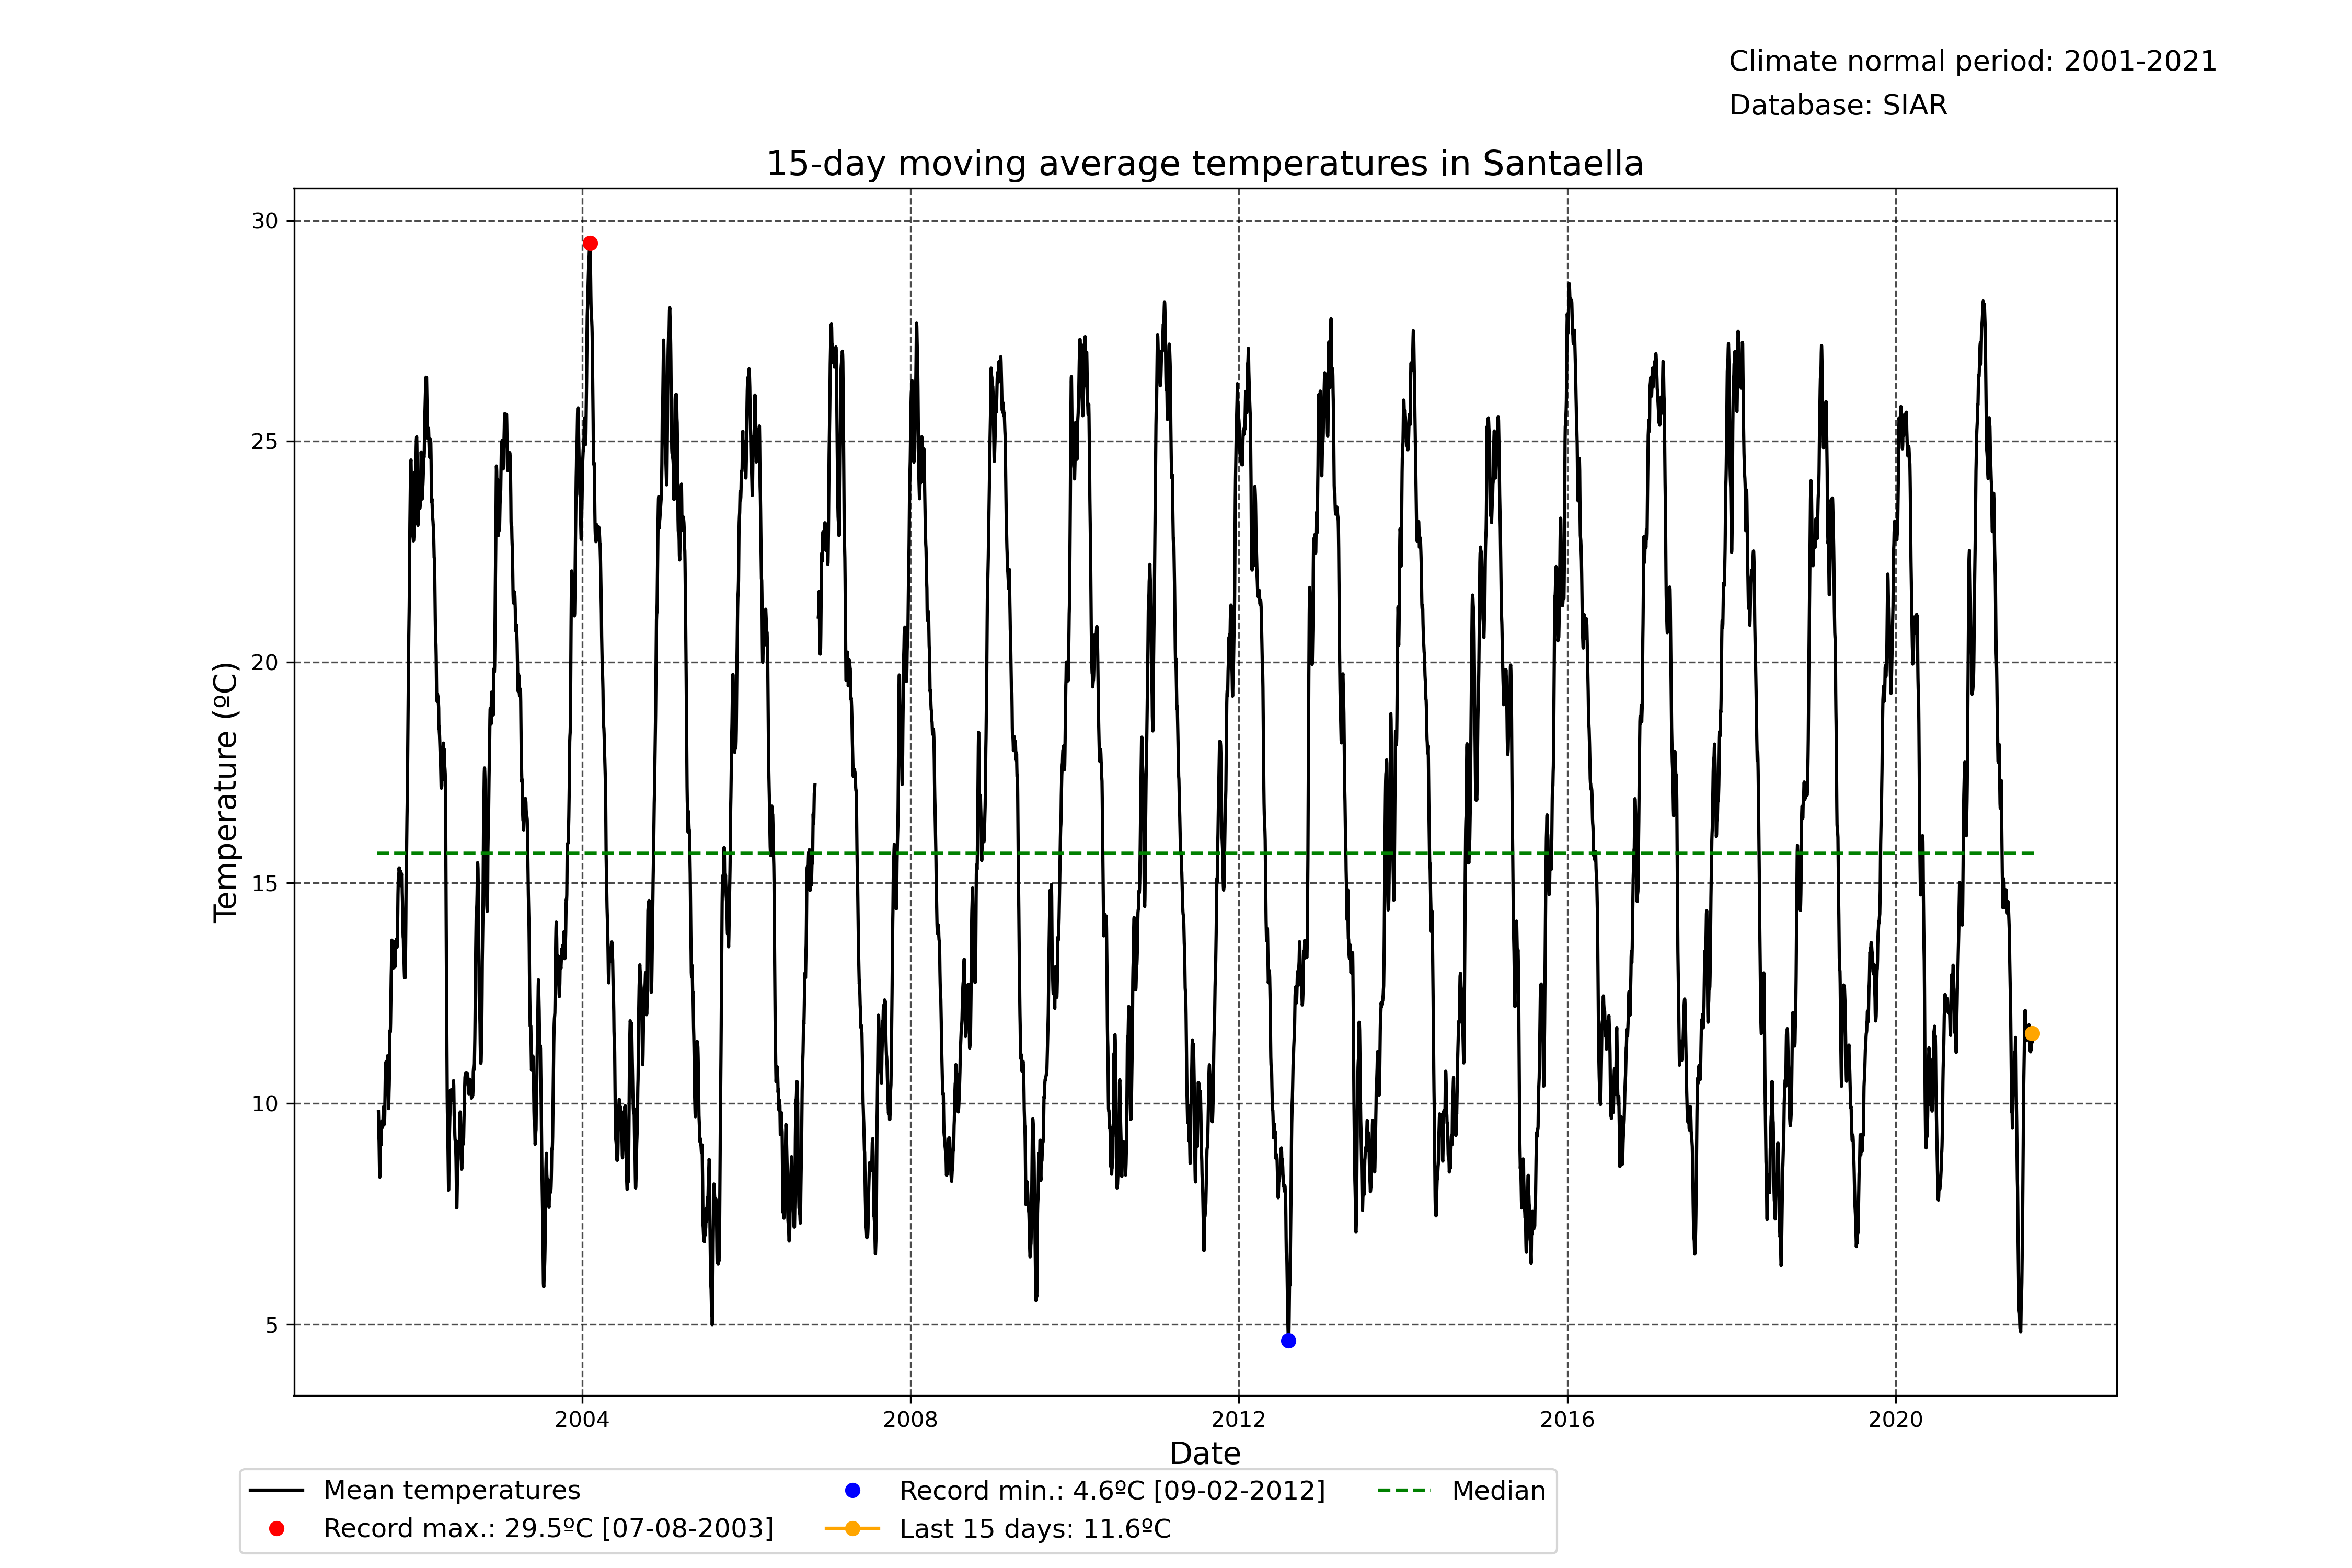 Climate normal period: 2001-2021
Database: SIAR
15-day moving average temperatures in Santaella
30
25
20
15
10
5
Temperature (ºC)
2004 2008 2012 2016 2020
Date
Mean temperatures
Record max.: 29.5ºC [07-08-2003]
Record min.: 4.6ºC [09-02-2012]
Last 15 days: 11.6ºC
Median